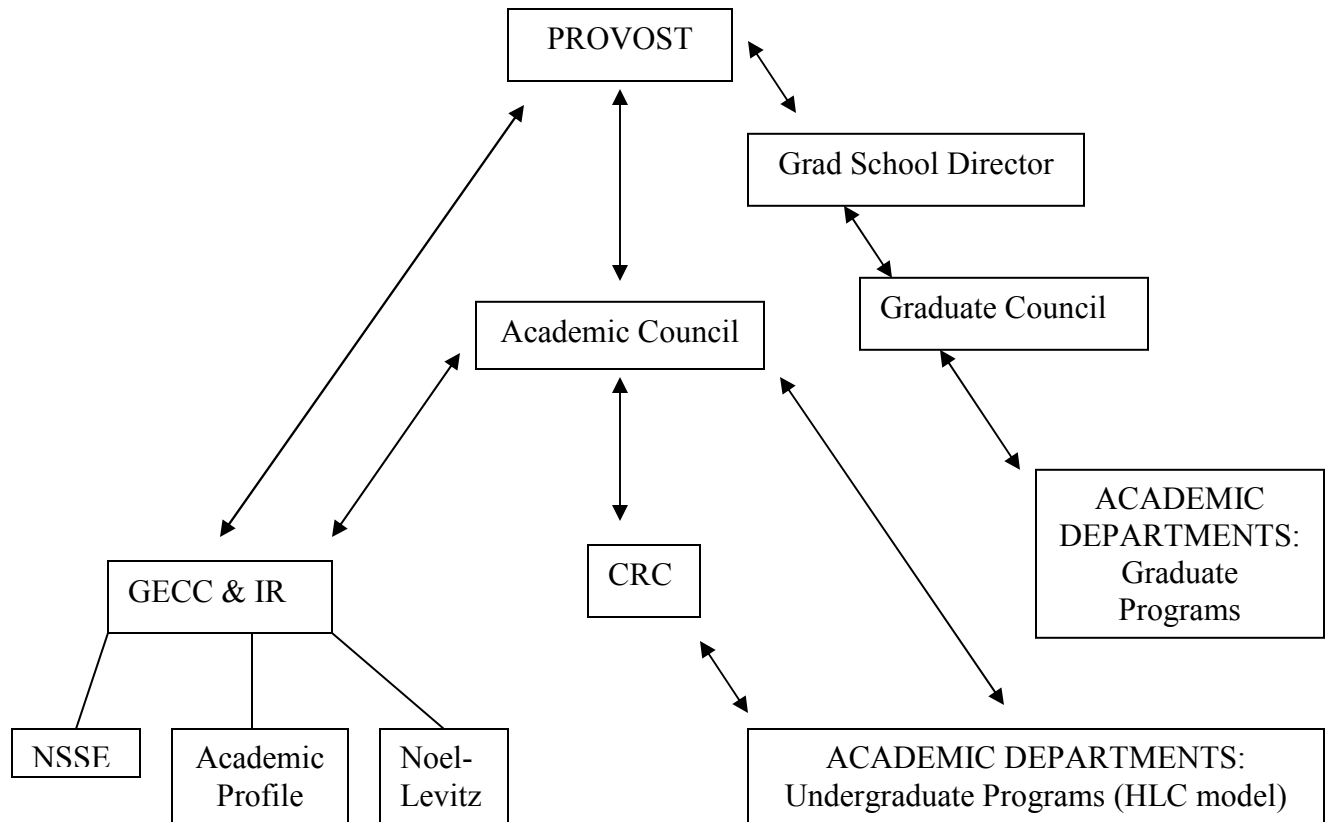 PROVOST
Grad School Director
Graduate Council
Academic Council
ACADEMIC
DEPARTMENTS:
Graduate
Programs
GECC & IR
CRC
NSSE
Academic
Profile
Noel-
Levitz
ACADEMIC DEPARTMENTS:
Undergraduate Programs (HLC model)